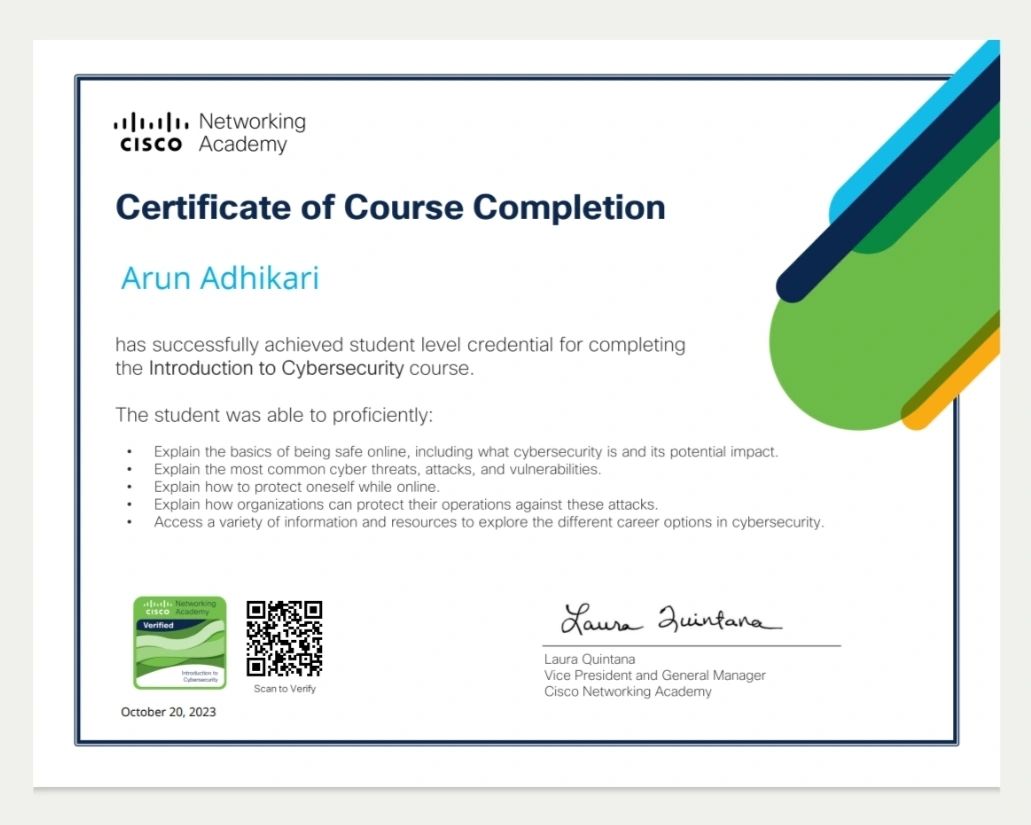 CISCO Networking Academy
Certificate of Course Completion
Arun Adhikari
has successfully achieved student level credential for completing
the Introduction to Cybersecurity course.
The student was able to proficiently:
• Explain the basics of being safe online, including what cybersecurity is and its potential impact.
• Explain the most common cyber threats, attacks, and vulnerabilities.
• Explain how to protect oneself while online.
• Explain how organizations can protect their operations against these attacks.
• Access a variety of information and resources to explore the different career options in cybersecurity.
CISCO Networking Academy
Verified
Introduction to
Cybersecurity
Scan to Verify
October 20, 2023
Laura Quintana
Laura Quintana
Vice President and General Manager
Cisco Networking Academy